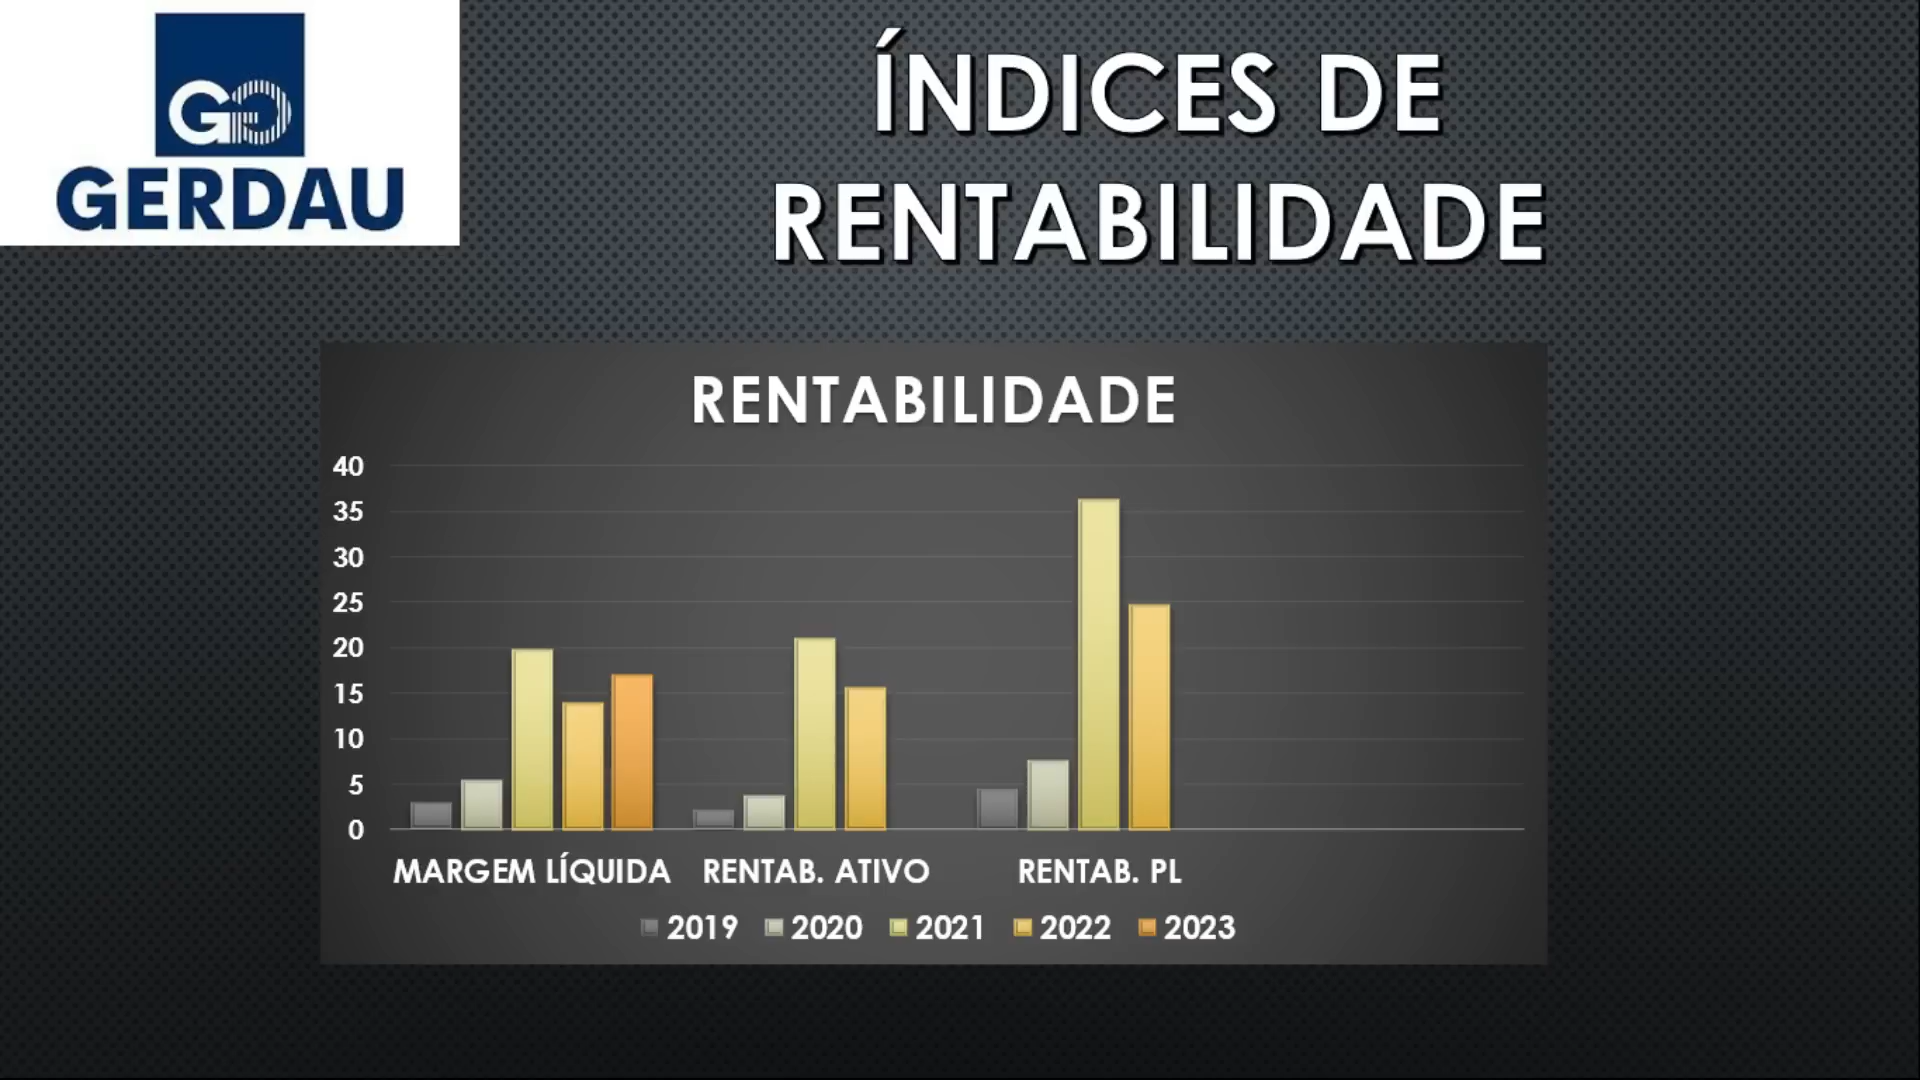 GG
GERDAU
ÍNDICES DE
RENTABILIDADE
RENTABILIDADE
40
35
30
25
20
15
10
5
0
MARGEM LÍQUIDA RENTAB. ATIVO RENTAB. PL
2019 2020 2021 2022 2023